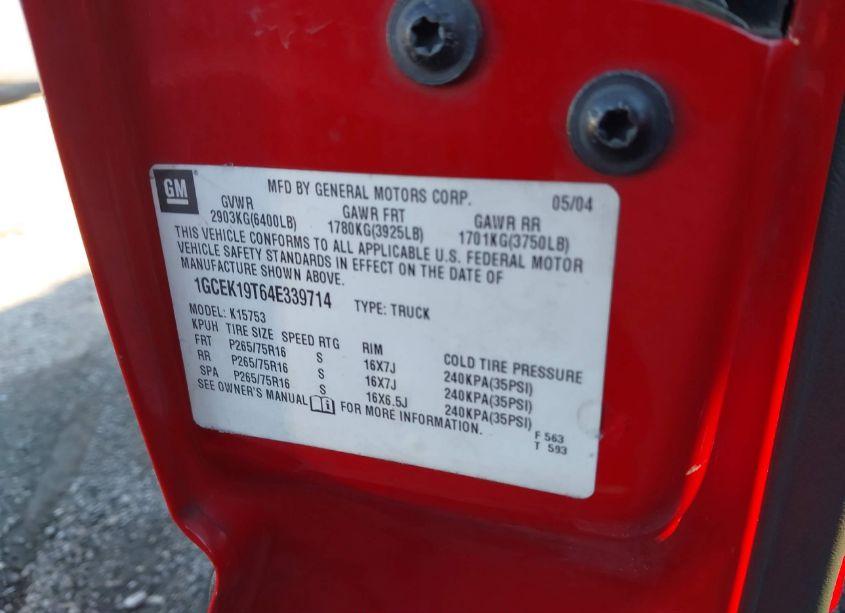 GM MFD BY GENERAL MOTORS CORP. 05/04
GVWR GAWR FRT GAWR RR
2903KG(6400LB) 1780KG(3925LB) 1701KG(3750LB)
THIS VEHICLE CONFORMS TO ALL APPLICABLE U.S. FEDERAL MOTOR
VEHICLE SAFETY STANDARDS IN EFFECT ON THE DATE OF
MANUFACTURE SHOWN ABOVE.
1GCEK19T64E339714 TYPE: TRUCK
MODEL: K15753
KPUH TIRE SIZE SPEED RTG RIM COLD TIRE PRESSURE
FRT P265/75R16 S 16X7J 240KPA(35PSI)
RR P265/75R16 S 16X7J 240KPA(35PSI)
SPA P265/75R16 S 16X6.5J 240KPA(35PSI)
SEE OWNER'S MANUAL FOR MORE INFORMATION.
F 563
T 593